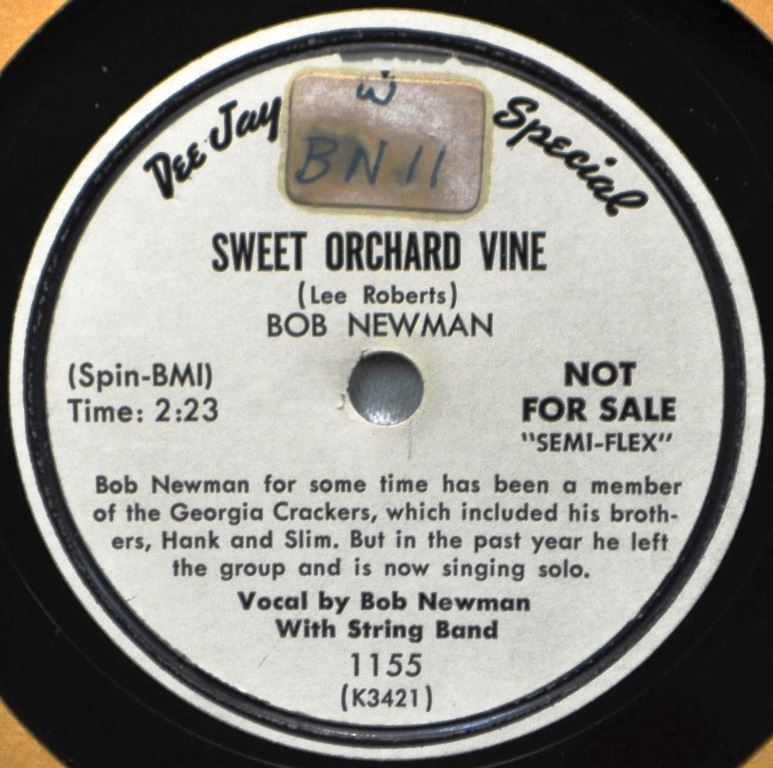 Dee Jay Special
W
BN 11
SWEET ORCHARD VINE
(Lee Roberts)
BOB NEWMAN
(Spin-BMI)
Time: 2:23
NOT
FOR SALE
"SEMI-FLEX"
Bob Newman for some time has been a member
of the Georgia Crackers, which included his broth-
ers, Hank and Slim. But in the past year he left
the group and is now singing solo.
Vocal by Bob Newman
With String Band
1155
(K3421)